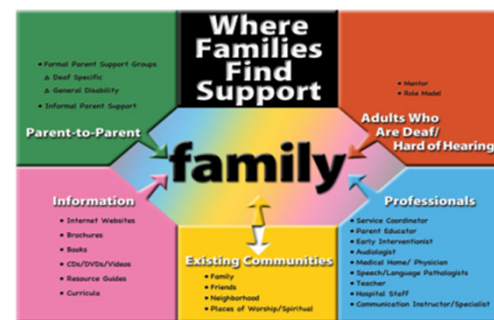 Where
Families
Find
Support
• Formal Parent Support Groups
Δ Deaf Specific
Δ General Disability
• Informal Parent Support
Parent-to-Parent
• Mentor
• Role Model
Adults Who
Are Deaf/
Hard of Hearing
family
Information
• Internet Websites
• Brochures
• Books
• CDs/DVDs/Videos
• Resource Guides
• Curricula
Existing Communities
• Family
• Friends
• Neighborhood
• Places of Worship/Spiritual
Professionals
• Service Coordinator
• Parent Educator
• Early Interventionist
• Audiologist
• Medical Home/ Physician
• Speech/Language Pathologists
• Teacher
• Hospital Staff
• Communication Instructor/Specialist